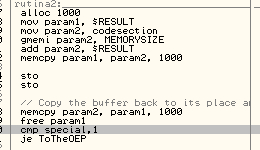 rutina2:
alloc 1000
mov param1, $RESULT
mov param2, codesection
gmemi param2, MEMORYSIZE
add param2, $RESULT
memcpy param1, param2, 1000
sto
sto
// Copy the buffer back to its place a
memcpy param2, param1, 1000
free param1
cmp special,1
je ToTheOEP